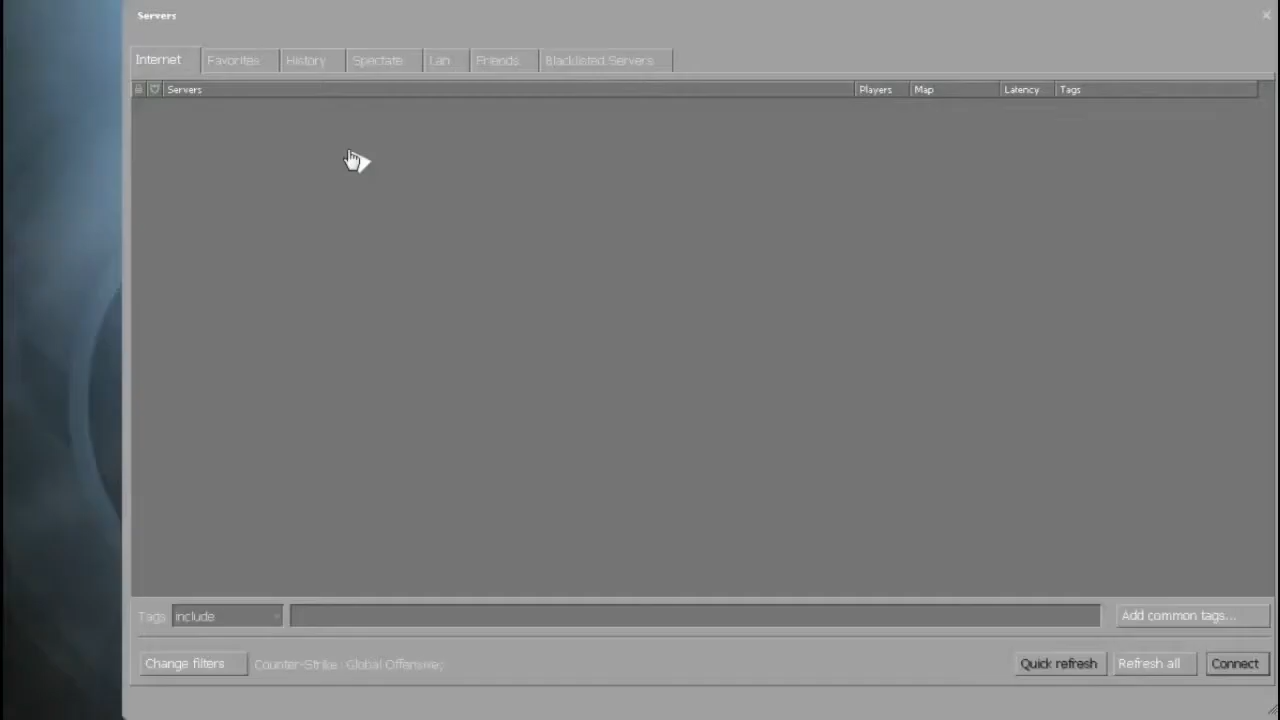 Servers
Internet Favorites History Spectate Lan Friends Blacklisted Servers
Servers Players Map Latency Tags
Tags include Add common tags...
Change filters Counter-Strike: Global Offensive; Quick refresh Refresh all Connect